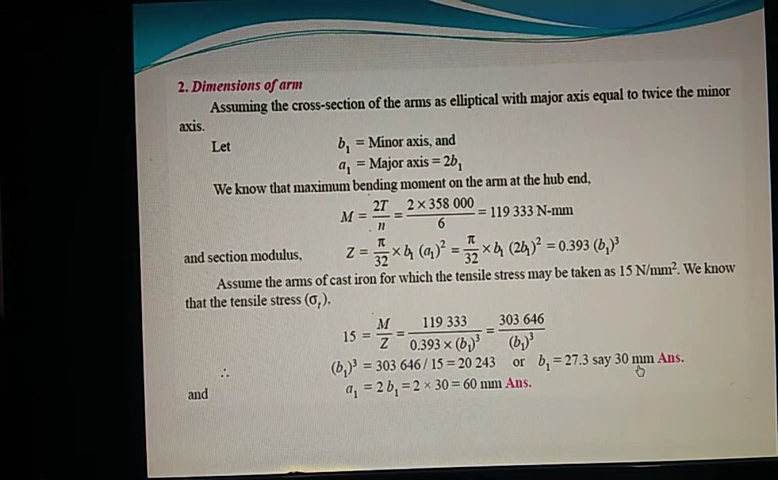 2. Dimensions of arm
Assuming the cross-section of the arms as elliptical with major axis equal to twice the minor
axis.
Let b₁ = Minor axis, and
a₁ = Major axis = 2b₁
We know that maximum bending moment on the arm at the hub end,
M = 2T/n = 2 × 358 000/6 = 119 333 N-mm
and section modulus, Z = π/32 × b₁ (a₁)² = π/32 × b₁ (2b₁)² = 0.393 (b₁)³
Assume the arms of cast iron for which the tensile stress may be taken as 15 N/mm². We know
that the tensile stress (σₜ),
15 = M/Z = 119 333/0.393 × (b₁)³ = 303 646/(b₁)³
∴ (b₁)³ = 303 646 / 15 = 20 243 or b₁ = 27.3 say 30 mm Ans.
and a₁ = 2 b₁ = 2 × 30 = 60 mm Ans.